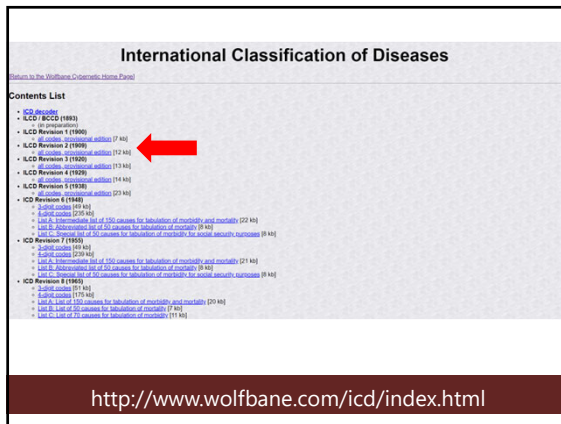 International Classification of Diseases
[Return to the Wolfbane Cybernetic Home Page]
Contents List
ICD decoder
ILCD / BCCD (1893)
(in preparation)
ILCD Revision 1 (1900)
all codes, provisional edition [7 kb]
ILCD Revision 2 (1909)
all codes, provisional edition [12 kb]
ILCD Revision 3 (1920)
all codes, provisional edition [13 kb]
ILCD Revision 4 (1929)
all codes, provisional edition [14 kb]
ILCD Revision 5 (1938)
all codes, provisional edition [23 kb]
ICD Revision 6 (1948)
3-digit codes [49 kb]
4-digit codes [235 kb]
List A: Intermediate list of 150 causes for tabulation of morbidity and mortality [22 kb]
List B: Abbreviated list of 50 causes for tabulation of mortality [8 kb]
List C: Special list of 50 causes for tabulation of morbidity for social security purposes [8 kb]
ICD Revision 7 (1955)
3-digit codes [49 kb]
4-digit codes [239 kb]
List A: Intermediate list of 150 causes for tabulation of morbidity and mortality [21 kb]
List B: Abbreviated list of 50 causes for tabulation of mortality [8 kb]
List C: Special list of 50 causes for tabulation of morbidity for social security purposes [8 kb]
ICD Revision 8 (1965)
3-digit codes [51 kb]
4-digit codes [175 kb]
List A: List of 150 causes for tabulation of morbidity and mortality [20 kb]
List B: List of 50 causes for tabulation of mortality [7 kb]
List C: List of 70 causes for tabulation of morbidity [11 kb]
http://www.wolfbane.com/icd/index.html